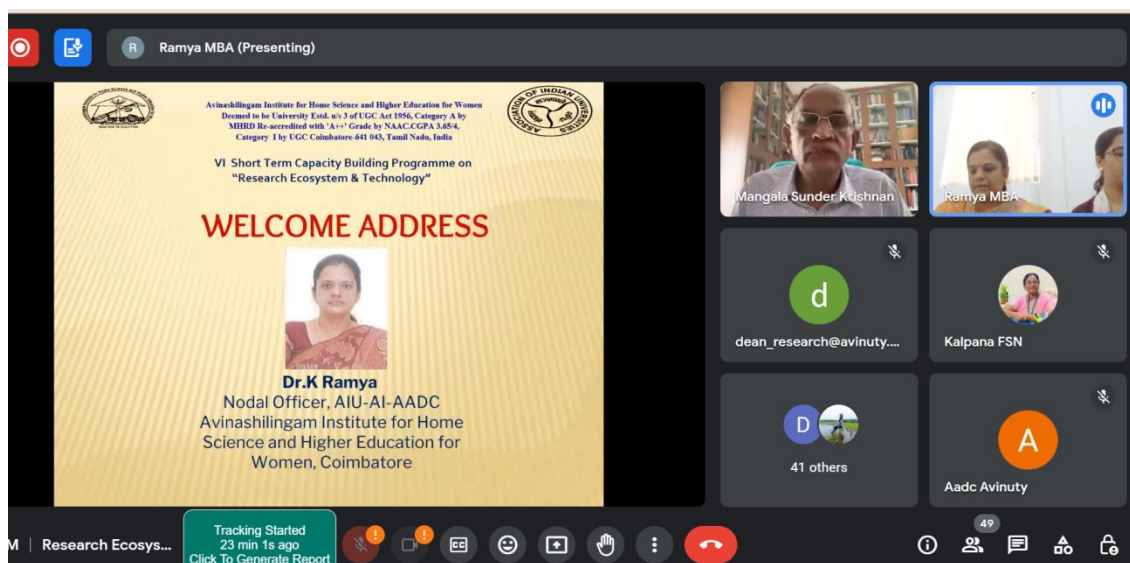 R
Ramya MBA (Presenting)
Avinashilingam Institute for Home Science and Higher Education for Women
Deemed to be University Estd. u/s 3 of UGC Act 1956, Category A by
MHRD Re-accredited with 'A++' Grade by NAAC.CGPA 3.65/4,
Category I by UGC Coimbatore-641 043, Tamil Nadu, India
ASSOCIATION OF INDIAN UNIVERSITIES
VI Short Term Capacity Building Programme on
"Research Ecosystem & Technology"
WELCOME ADDRESS
Dr.K Ramya
Nodal Officer, AIU-AI-AADC
Avinashilingam Institute for Home
Science and Higher Education for
Women, Coimbatore
Mangala Sunder Krishnan
Ramya MBA
d
dean_research@avinuty....
Kalpana FSN
D
41 others
A
Aadc Avinuty
M | Research Ecosys...
Tracking Started
23 min 1s ago
Click To Generate Report
!
!
CC
49